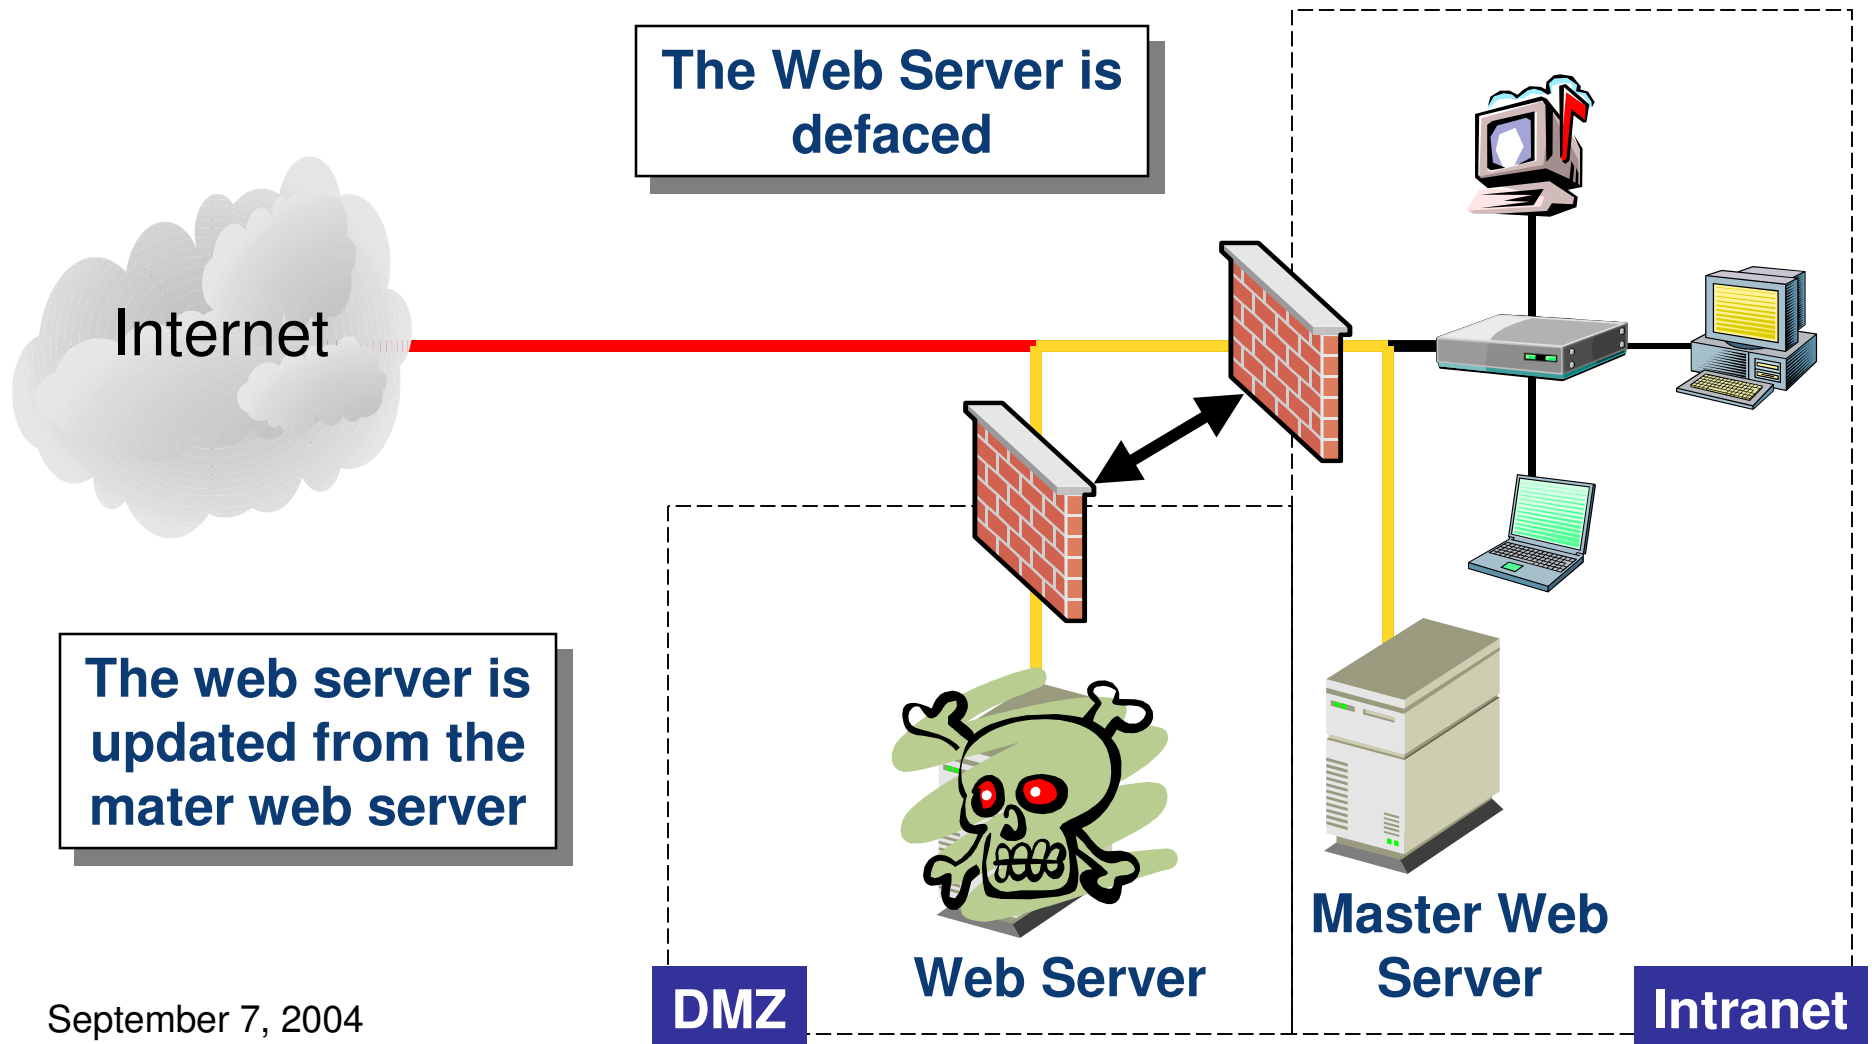 The Web Server is
defaced
Internet
The web server is
updated from the
mater web server
Master Web
Server
Web Server
DMZ
Intranet
September 7, 2004